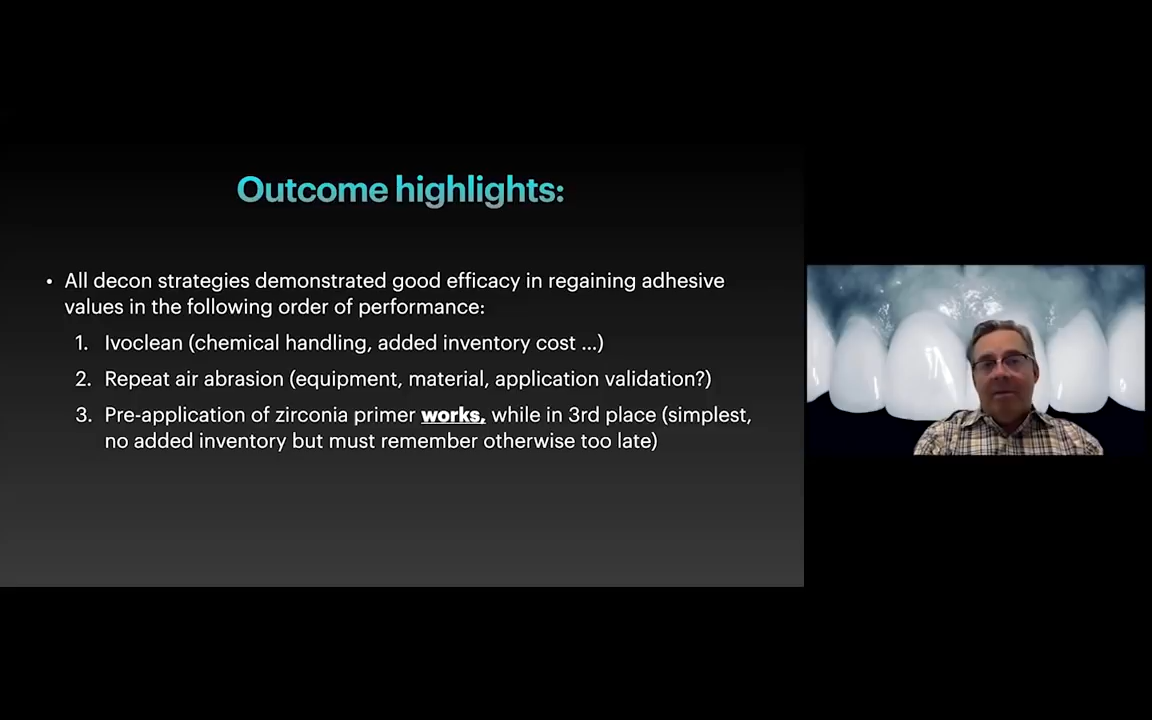 Outcome highlights:
• All decon strategies demonstrated good efficacy in regaining adhesive
values in the following order of performance:
1. Ivoclean (chemical handling, added inventory cost ...)
2. Repeat air abrasion (equipment, material, application validation?)
3. Pre-application of zirconia primer works, while in 3rd place (simplest,
no added inventory but must remember otherwise too late)